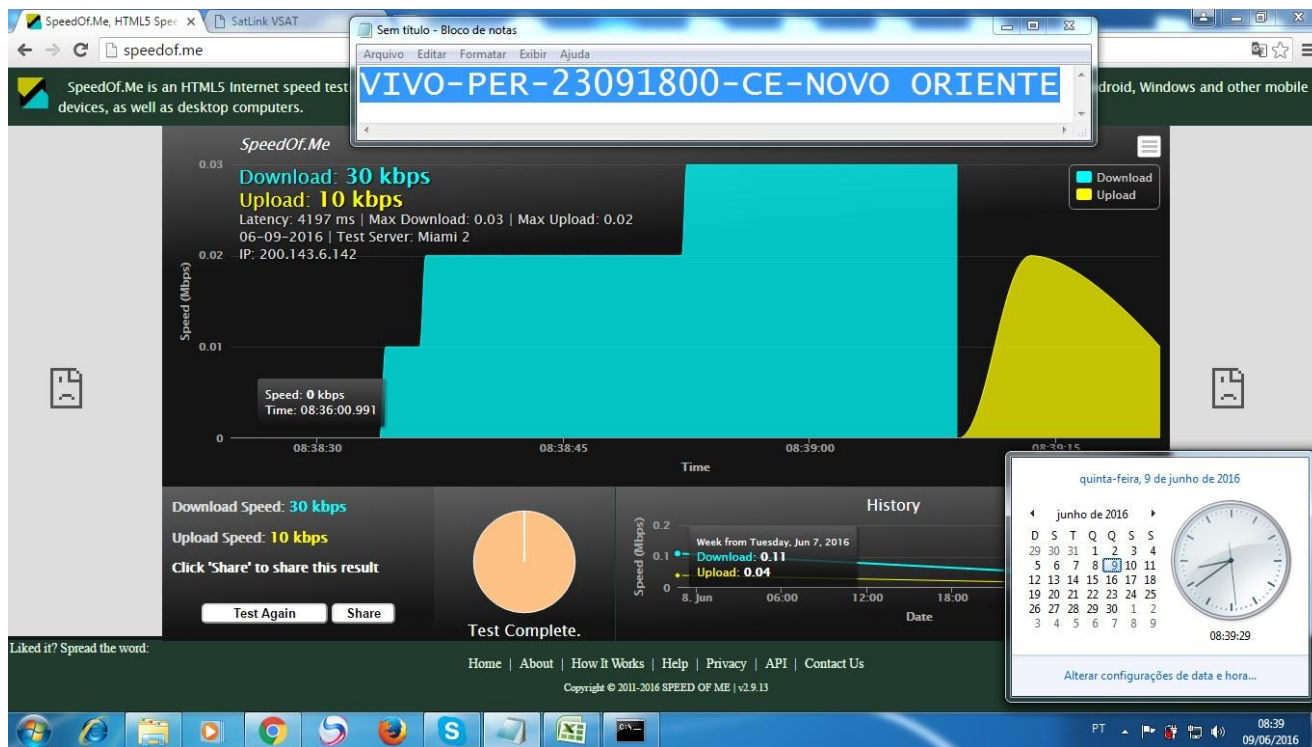 SpeedOf.Me, HTML5 Spee
SatLink VSAT
Sem título - Bloco de notas
speedof.me
Arquivo Editar Formatar Exibir Ajuda
VIVO-PER-23091800-CE-NOVO ORIENTE
SpeedOf.Me is an HTML5 Internet speed test
droid, Windows and other mobile
devices, as well as desktop computers.
SpeedOf.Me
Download: 30 kbps
Upload: 10 kbps
Latency: 4197 ms | Max Download: 0.03 | Max Upload: 0.02
06-09-2016 | Test Server: Miami 2
IP: 200.143.6.142
Download
Upload
0.03
0.02
0.01
0
Speed (Mbps)
Speed: 0 kbps
Time: 08:36:00.991
08:38:30 08:38:45 08:39:00 08:39:15
Time
Download Speed: 30 kbps
Upload Speed: 10 kbps
Click 'Share' to share this result
Test Again Share
Test Complete.
History
Speed (Mbps)
0.2
0.1
0
Week from Tuesday, Jun 7, 2016
Download: 0.11
Upload: 0.04
8. Jun 06:00 12:00 18:00
Date
quinta-feira, 9 de junho de 2016
junho de 2016
D S T Q Q S S
29 30 31 1 2 3 4
5 6 7 8 9 10 11
12 13 14 15 16 17 18
19 20 21 22 23 24 25
26 27 28 29 30 1 2
3 4 5 6 7 8 9
08:39:29
Alterar configurações de data e hora...
Liked it? Spread the word:
Home | About | How It Works | Help | Privacy | API | Contact Us
Copyright © 2011-2016 SPEED OF ME | v2.9.13
PT
08:39
09/06/2016